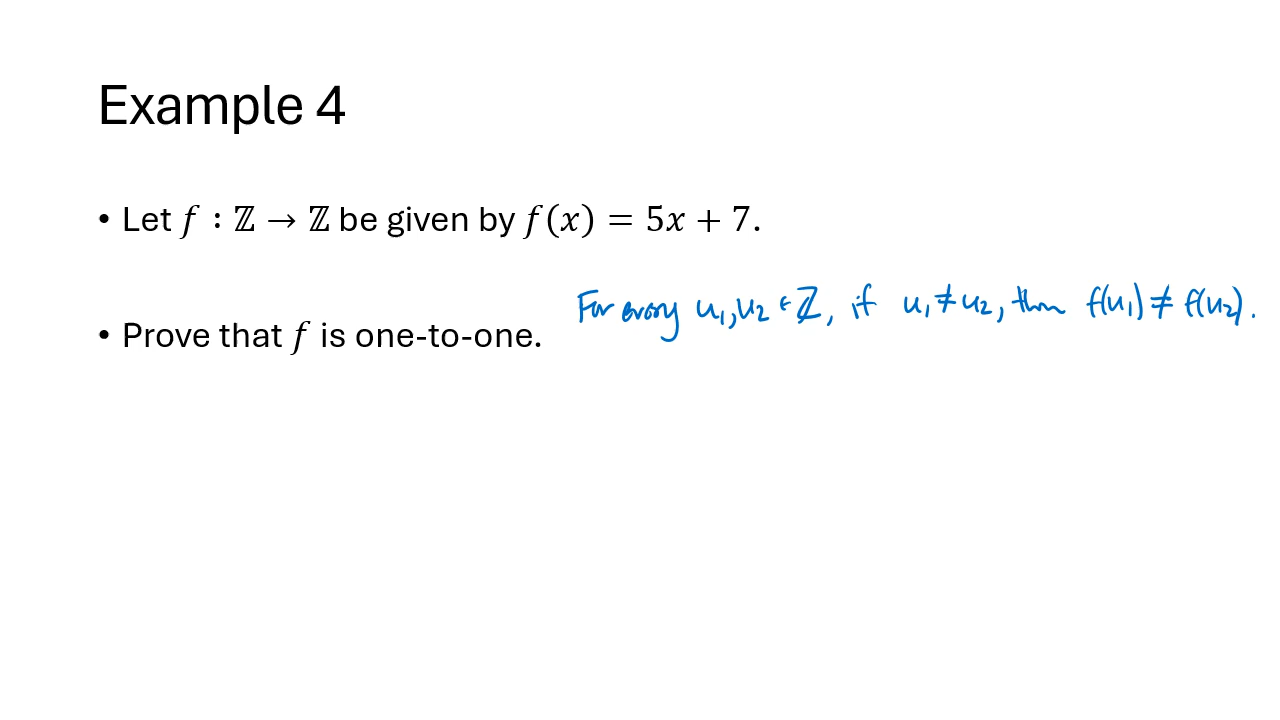 Example 4
• Let 𝑓 : ℤ → ℤ be given by 𝑓(𝑥) = 5𝑥 + 7.
For every u₁,u₂ ∈ ℤ, if u₁ ≠ u₂, then f(u₁) ≠ f(u₂).
• Prove that 𝑓 is one-to-one.